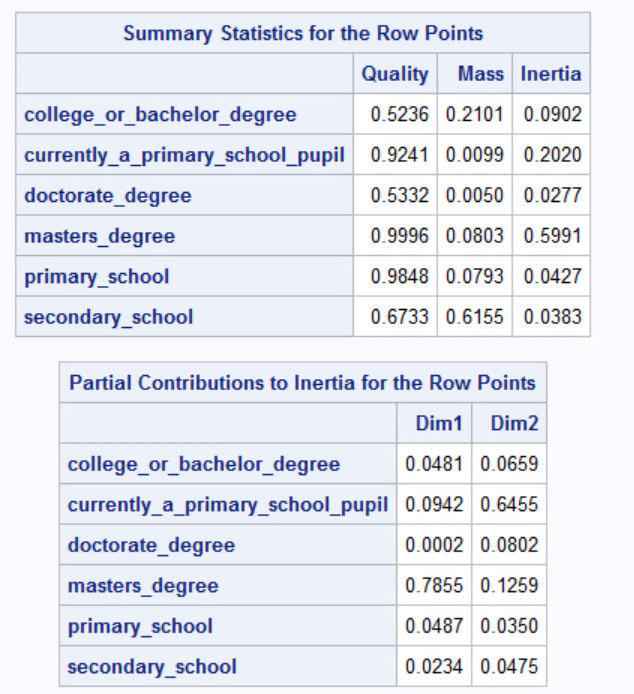 Summary Statistics for the Row Points
Quality Mass Inertia
college_or_bachelor_degree 0.5236 0.2101 0.0902
currently_a_primary_school_pupil 0.9241 0.0099 0.2020
doctorate_degree 0.5332 0.0050 0.0277
masters_degree 0.9996 0.0803 0.5991
primary_school 0.9848 0.0793 0.0427
secondary_school 0.6733 0.6155 0.0383
Partial Contributions to Inertia for the Row Points
Dim1 Dim2
college_or_bachelor_degree 0.0481 0.0659
currently_a_primary_school_pupil 0.0942 0.6455
doctorate_degree 0.0002 0.0802
masters_degree 0.7855 0.1259
primary_school 0.0487 0.0350
secondary_school 0.0234 0.0475